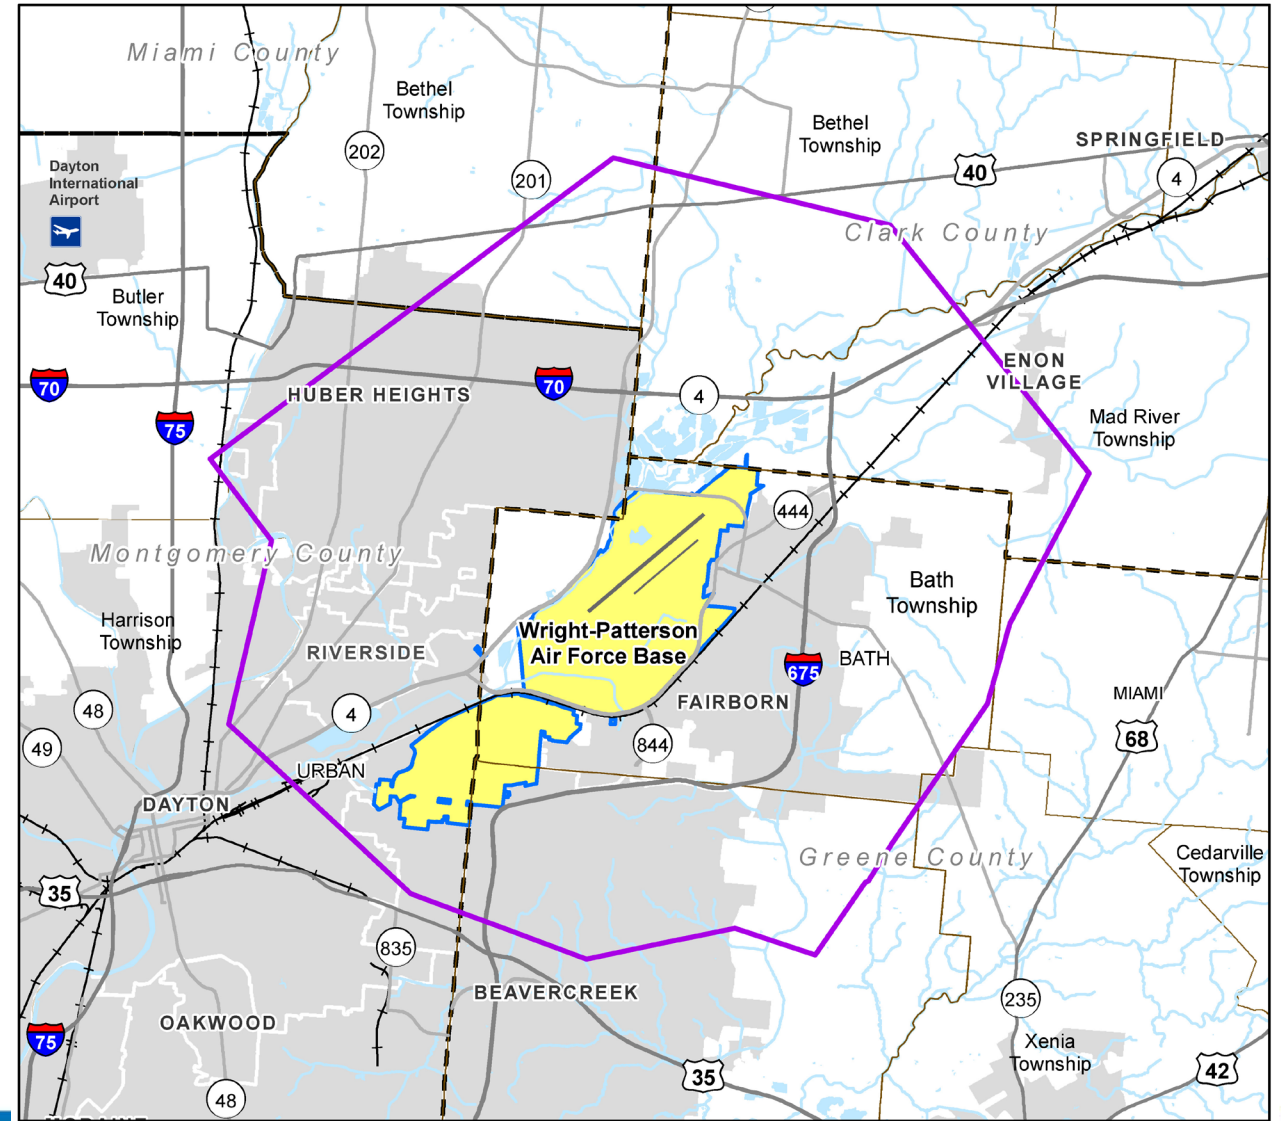 Miami County
Bethel
Township
Bethel
Township
SPRINGFIELD
202
201
40
4
Dayton
International
Airport
Clark County
40
Butler
Township
70
75
HUBER HEIGHTS
70
4
ENON
VILLAGE
Mad River
Township
444
Montgomery County
Harrison
Township
RIVERSIDE
Wright-Patterson
Air Force Base
Bath
Township
675
BATH
48
49
4
FAIRBORN
844
MIAMI
68
URBAN
DAYTON
Greene County
Cedarville
Township
35
835
BEAVERCREEK
235
OAKWOOD
75
Xenia
Township
35
42
48